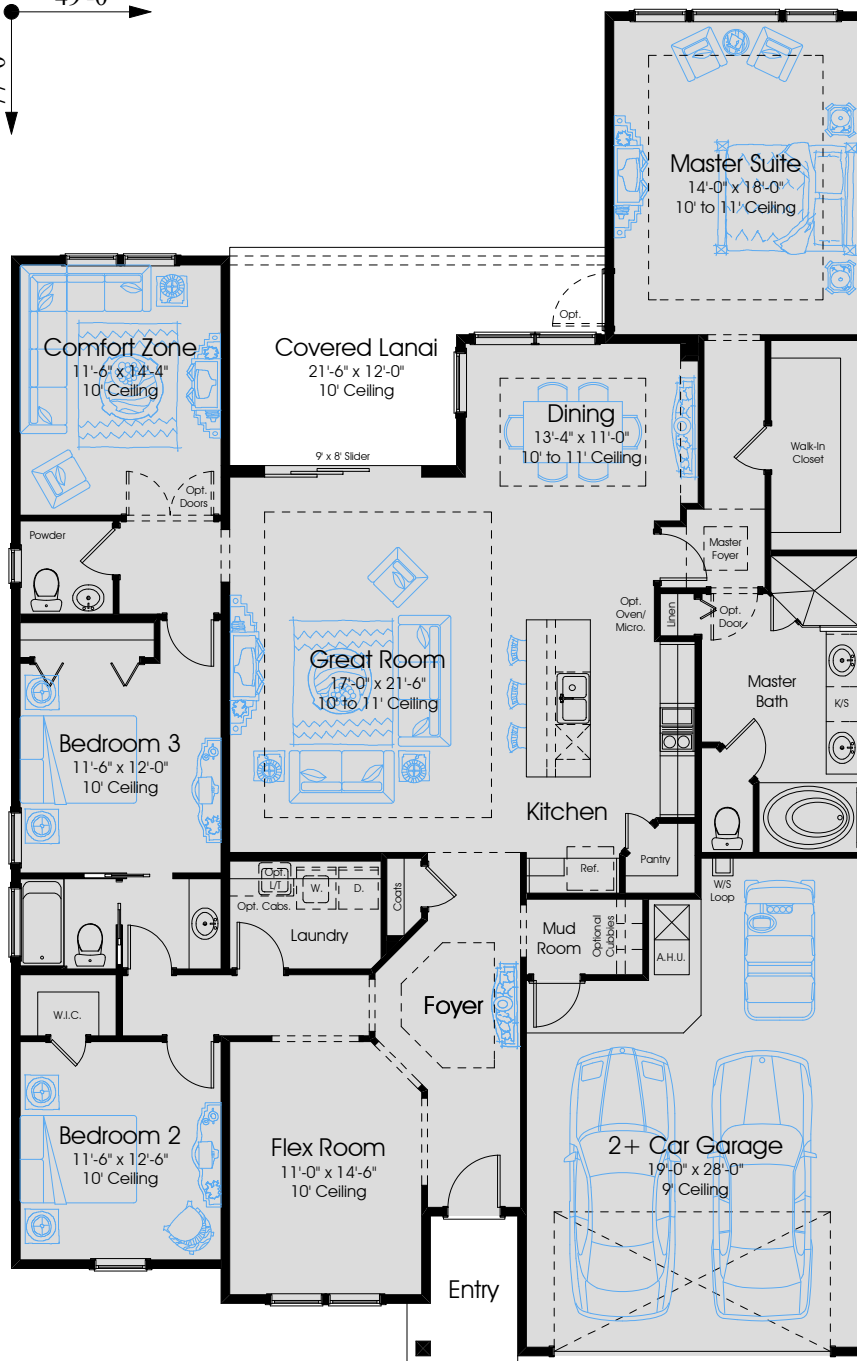 Master Suite
14'-0" x 18'-0"
10' to 11' Ceiling
Opt.
Comfort Zone
11'-6" x 14'-4"
10' Ceiling
Covered Lanai
21'-6" x 12'-0"
10' Ceiling
9' x 8' Slider
Dining
13'-4" x 11'-0"
10' to 11' Ceiling
Walk-In
Closet
Opt.
Doors
Powder
Master
Foyer
Opt.
Oven/
Micro.
Linen
Opt.
Door
Great Room
17'-0" x 21'-6"
10' to 11' Ceiling
Master
Bath
K/S
Bedroom 3
11'-6" x 12'-0"
10' Ceiling
Kitchen
Pantry
Ref.
Opt.
L/T
W.
D.
Opt. Cabs.
Laundry
Coats
W/S
Loop
Mud
Room
Optional
Cubbies
A.H.U.
W.I.C.
Foyer
Bedroom 2
11'-6" x 12'-6"
10' Ceiling
Flex Room
11'-0" x 14'-6"
10' Ceiling
2+ Car Garage
19'-0" x 28'-0"
9' Ceiling
Entry